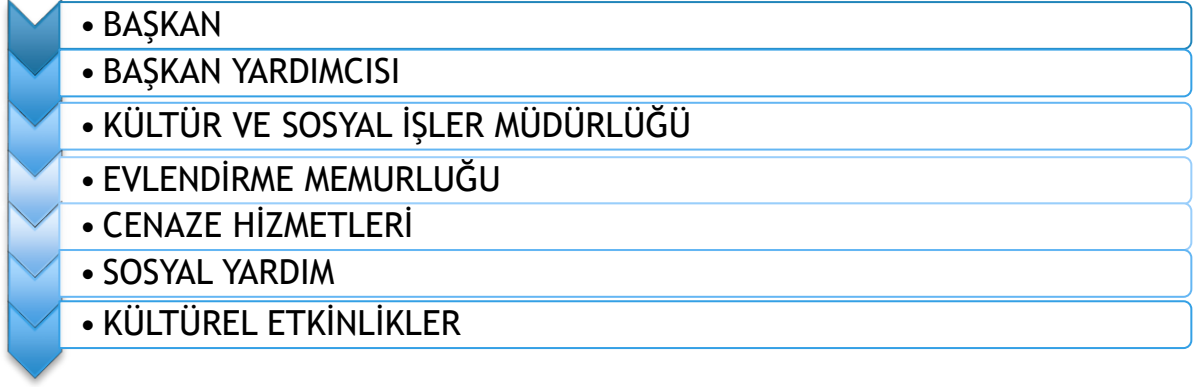 • BAŞKAN
• BAŞKAN YARDIMCISI
• KÜLTÜR VE SOSYAL İŞLER MÜDÜRLÜĞÜ
• EVLENDİRME MEMURLUĞU
• CENAZE HİZMETLERİ
• SOSYAL YARDIM
• KÜLTÜREL ETKİNLİKLER